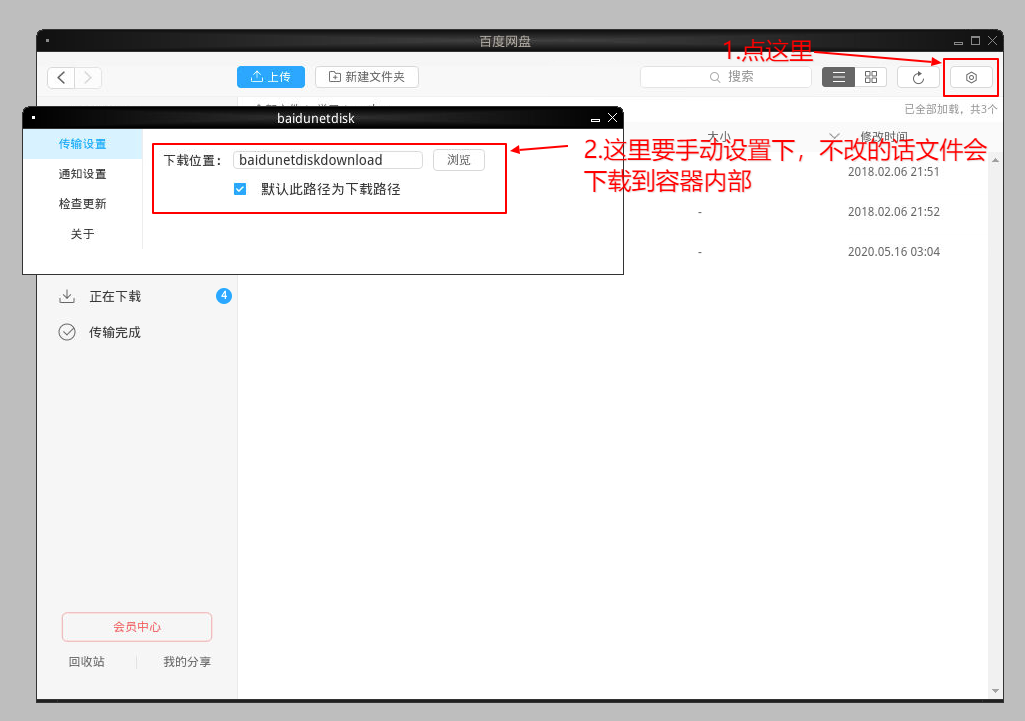 百度网盘
1.点这里
上传
新建文件夹
搜索
已全部加载，共3个
baidunetdisk
传输设置
通知设置
检查更新
关于
下载位置：
baidunetdiskdownload
浏览
默认此路径为下载路径
大小
修改时间
2.这里要手动设置下，不改的话文件会
下载到容器内部
2018.02.06 21:51
-
2018.02.06 21:52
-
2020.05.16 03:04
正在下载
4
传输完成
会员中心
回收站
我的分享